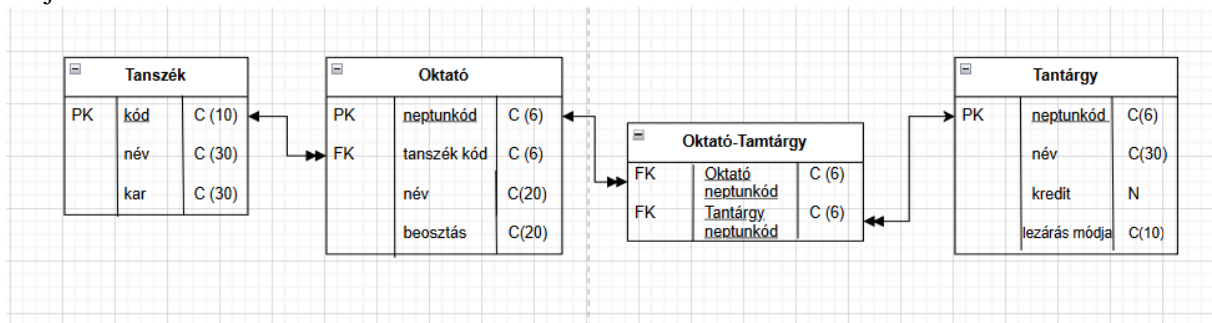 Tanszék
PK kód C (10)
név C (30)
kar C (30)
Oktató
PK neptunkód C (6)
FK tanszék kód C (6)
név C(20)
beosztás C(20)
Oktató-Tamtárgy
FK Oktató C (6)
neptunkód
FK Tantárgy C (6)
neptunkód
Tantárgy
PK neptunkód C(6)
név C(30)
kredit N
lezárás módja C(10)